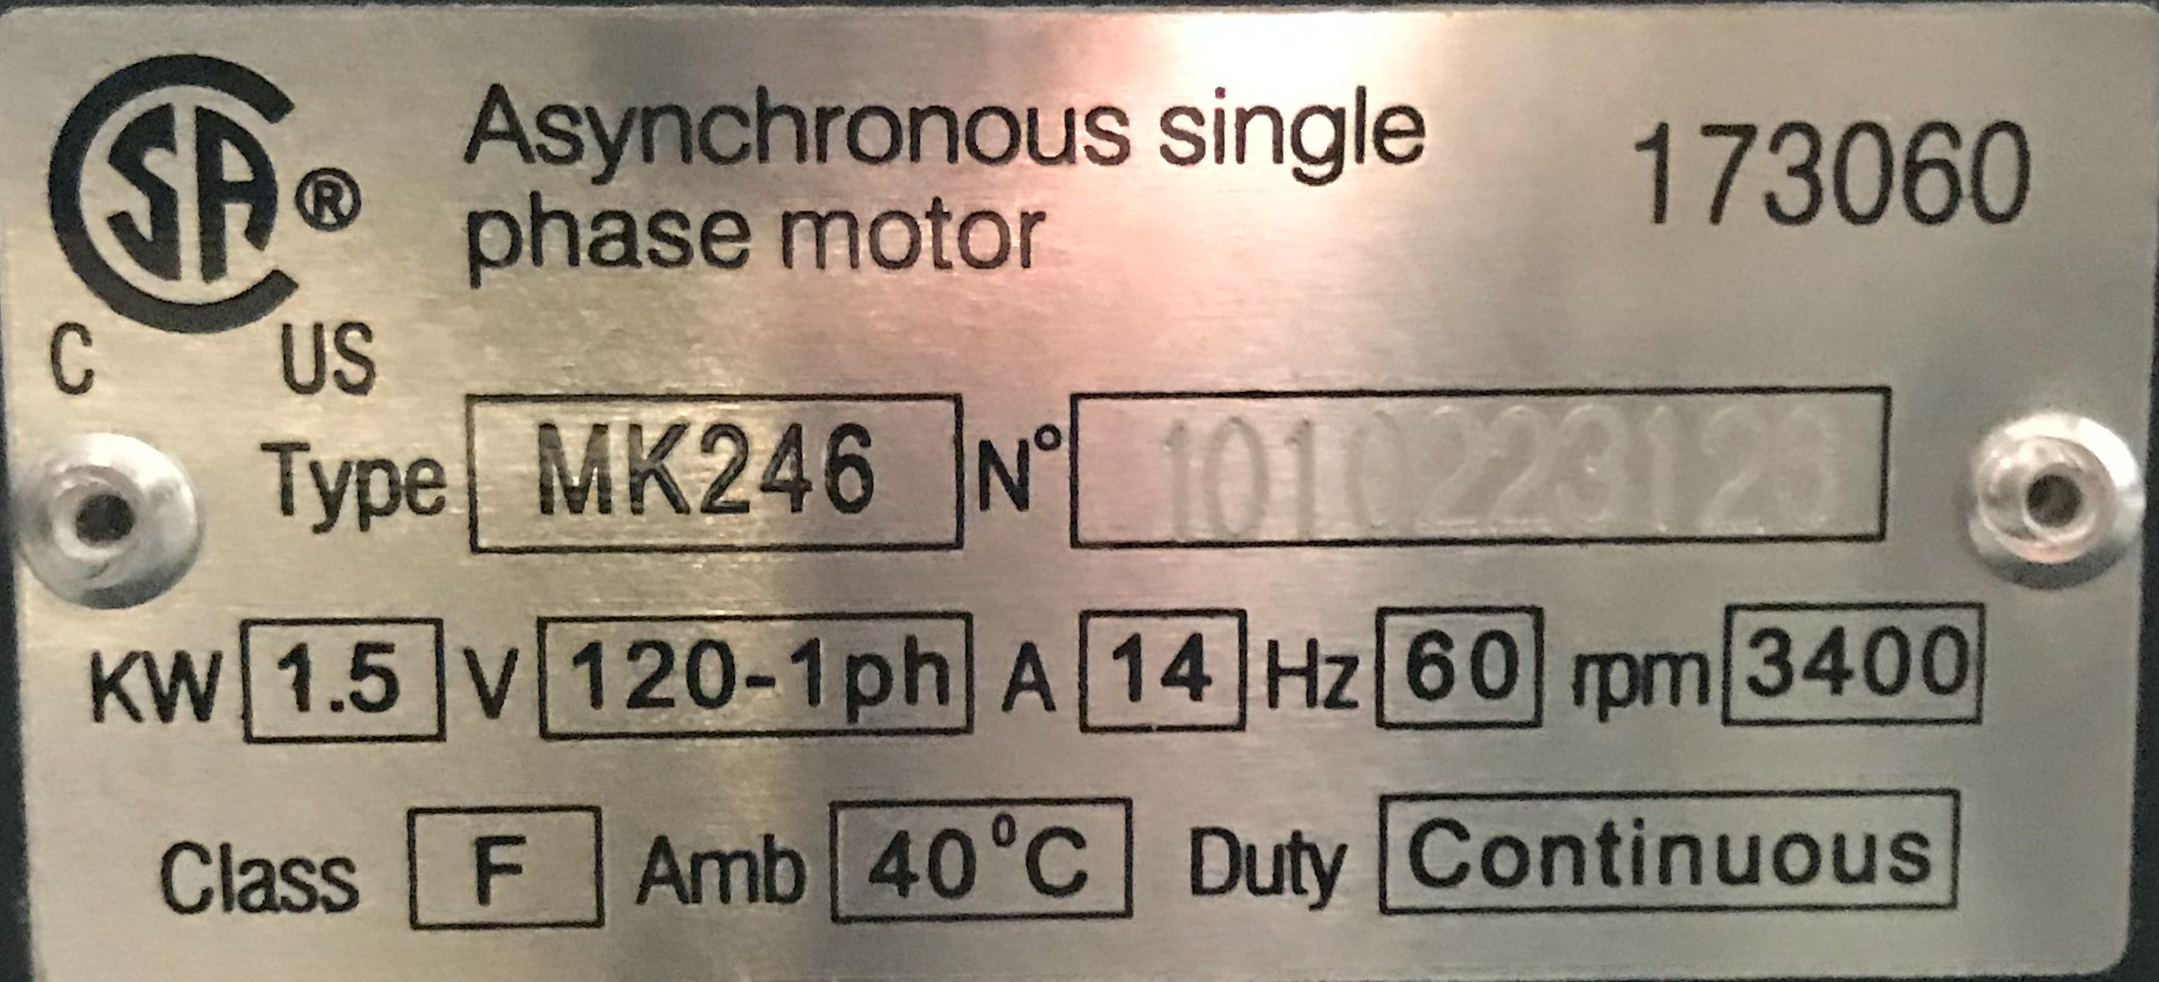 CSA® Asynchronous single 173060
phase motor
C US
Type MK246 N° 1010223123
KW 1.5 V 120-1ph A 14 Hz 60 rpm 3400
Class F Amb 40°C Duty Continuous